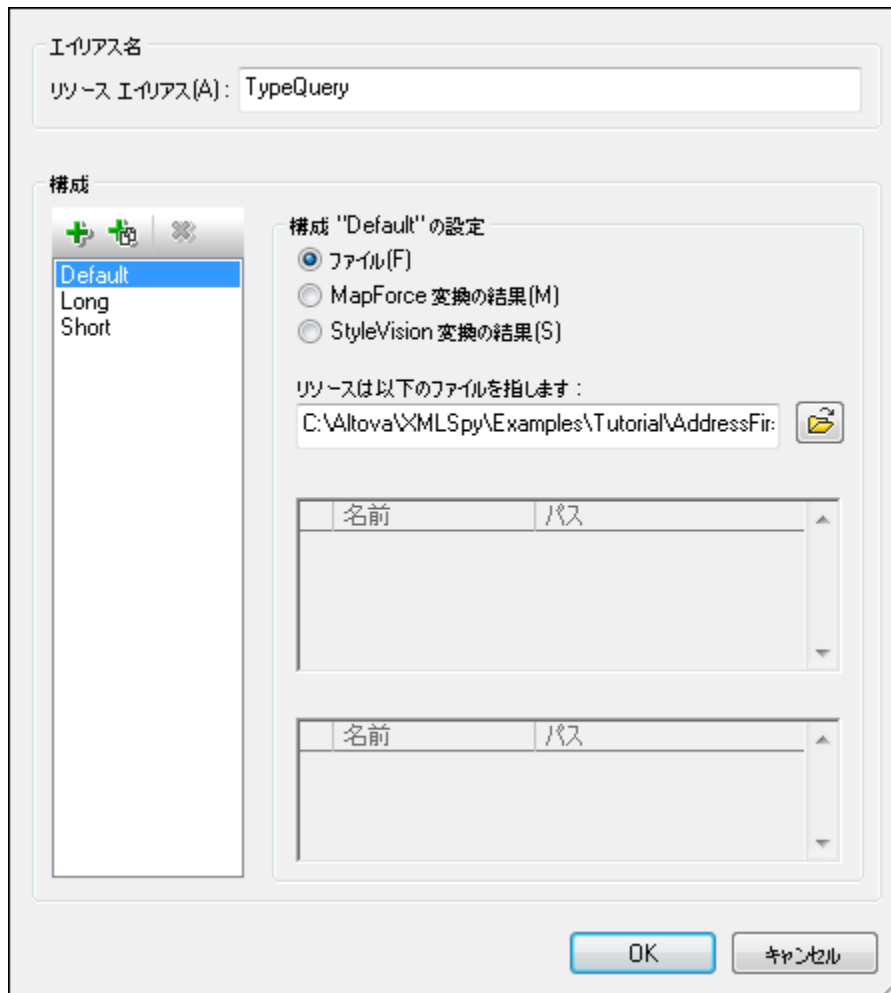 エイリアス名
リソース エイリアス(A) : TypeQuery
構成
Default
Long
Short
構成 "Default" の設定
ファイル(F)
MapForce 変換の結果(M)
StyleVision 変換の結果(S)
リソースは以下のファイルを指します :
C:\Altova\XMLSpy\Examples\Tutorial\AddressFir
名前 パス
名前 パス
OK キャンセル